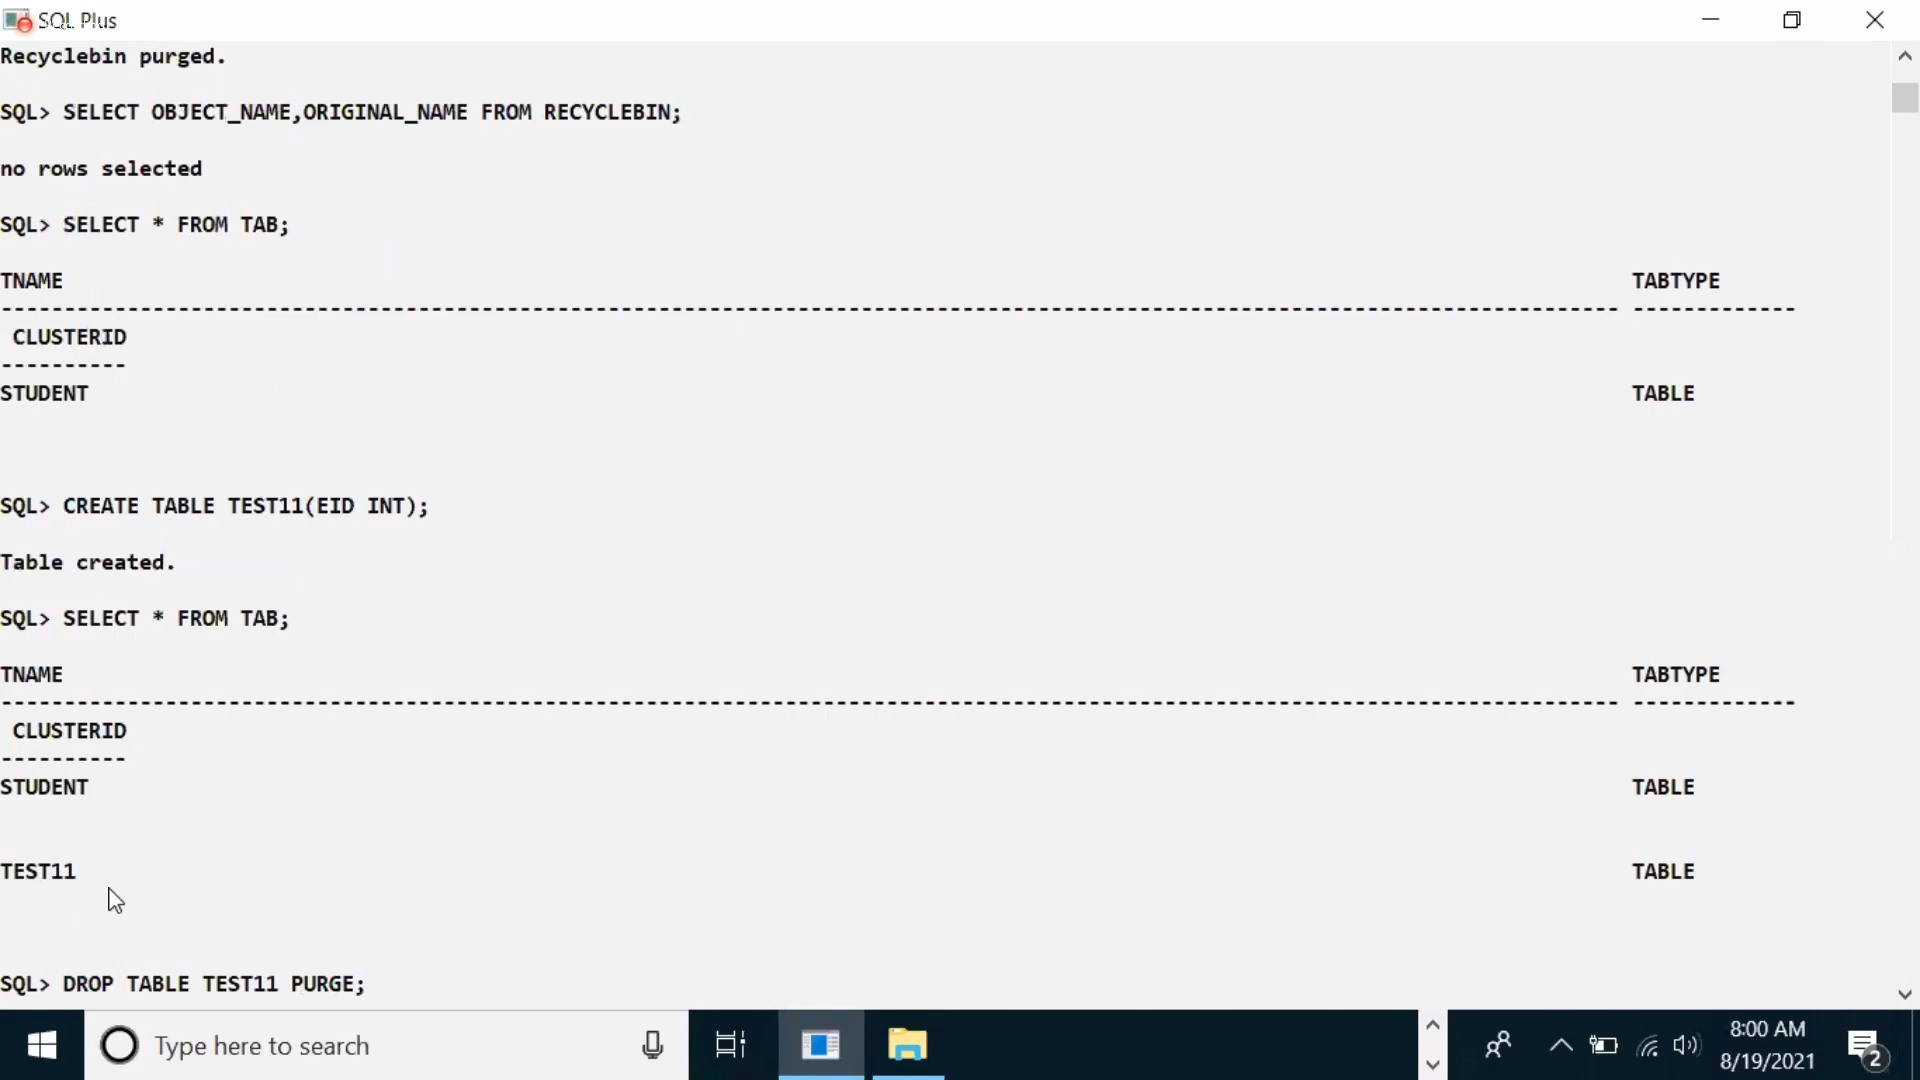 SQL Plus
Recyclebin purged.
SQL> SELECT OBJECT_NAME,ORIGINAL_NAME FROM RECYCLEBIN;
no rows selected
SQL> SELECT * FROM TAB;
TNAME TABTYPE
CLUSTERID
STUDENT TABLE
SQL> CREATE TABLE TEST11(EID INT);
Table created.
SQL> SELECT * FROM TAB;
TNAME TABTYPE
CLUSTERID
STUDENT TABLE
TEST11 TABLE
SQL> DROP TABLE TEST11 PURGE;
Type here to search
8:00 AM
8/19/2021
2